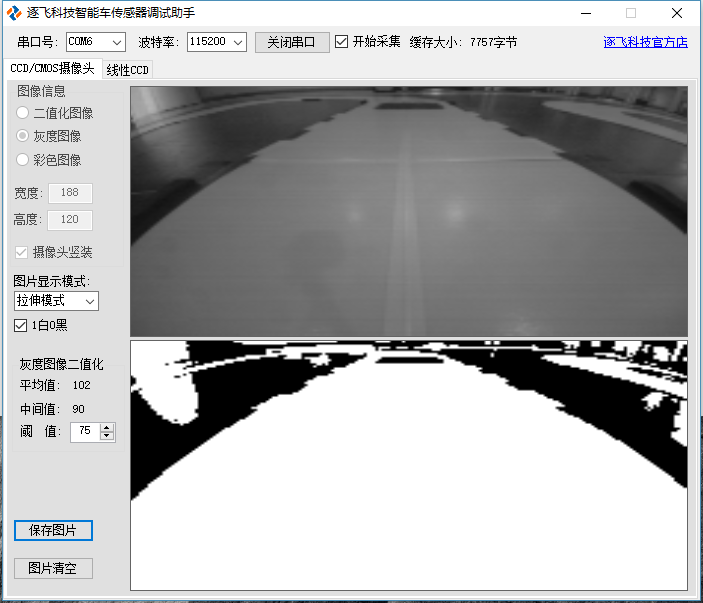 逐飞科技智能车传感器调试助手
串口号: COM6 波特率: 115200 关闭串口 开始采集 缓存大小: 7757字节 逐飞科技官方店
CCD/CMOS摄像头 线性CCD
图像信息
二值化图像
灰度图像
彩色图像
宽度: 188
高度: 120
摄像头竖装
图片显示模式:
拉伸模式
1白0黑
灰度图像二值化
平均值: 102
中间值: 90
阈 值: 75
保存图片
图片清空